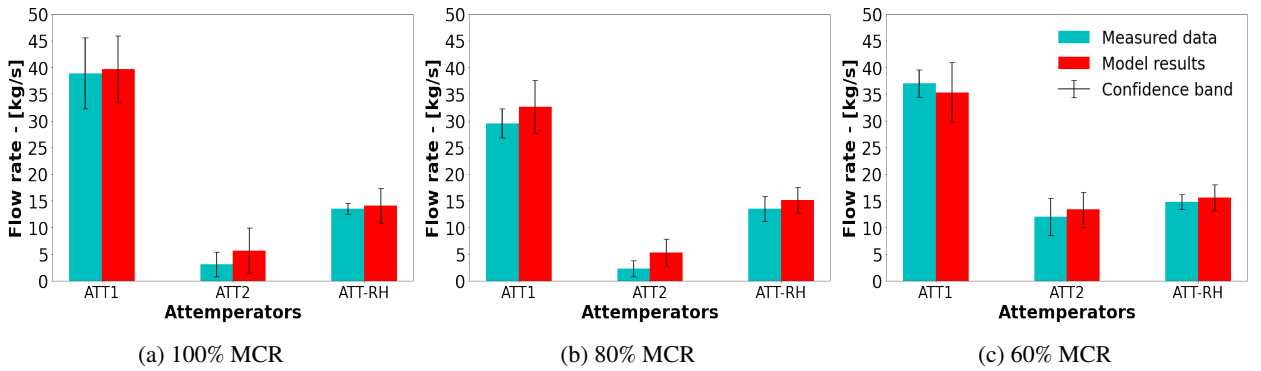 50
45
40
35
30
25
20
15
10
5
0
Flow rate - [kg/s]
ATT1 ATT2 ATT-RH
Attemperators
(a) 100% MCR
50
45
40
35
30
25
20
15
10
5
0
Flow rate - [kg/s]
ATT1 ATT2 ATT-RH
Attemperators
(b) 80% MCR
50
45
40
35
30
25
20
15
10
5
0
Flow rate - [kg/s]
Measured data
Model results
Confidence band
ATT1 ATT2 ATT-RH
Attemperators
(c) 60% MCR